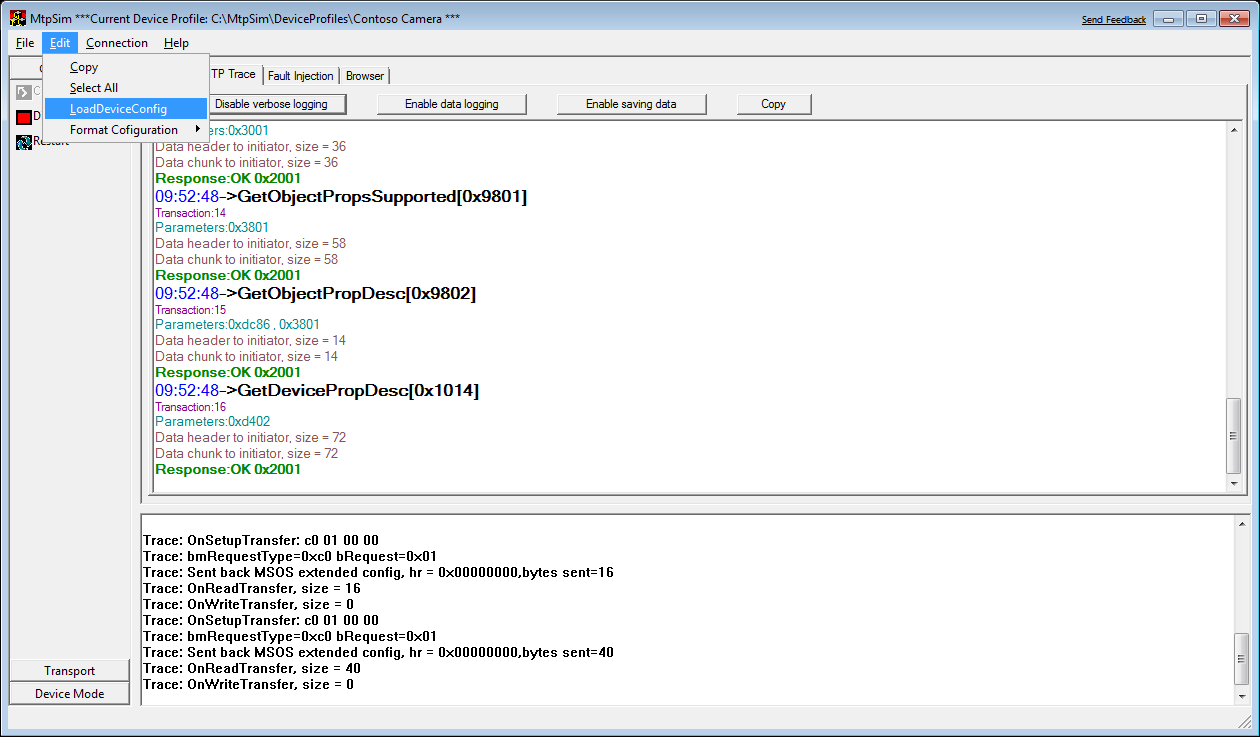 MtpSim ***Current Device Profile: C:\MtpSim\DeviceProfiles\Contoso Camera ***
Send Feedback
File Edit Connection Help
Copy
Select All
LoadDeviceConfig
Format Cofiguration
TP Trace Fault Injection Browser
Disable verbose logging Enable data logging Enable saving data Copy
Restart
ers:0x3001
Data header to initiator, size = 36
Data chunk to initiator, size = 36
Response:OK 0x2001
09:52:48->GetObjectPropsSupported[0x9801]
Transaction:14
Parameters:0x3801
Data header to initiator, size = 58
Data chunk to initiator, size = 58
Response:OK 0x2001
09:52:48->GetObjectPropDesc[0x9802]
Transaction:15
Parameters:0xdc86 , 0x3801
Data header to initiator, size = 14
Data chunk to initiator, size = 14
Response:OK 0x2001
09:52:48->GetDevicePropDesc[0x1014]
Transaction:16
Parameters:0xd402
Data header to initiator, size = 72
Data chunk to initiator, size = 72
Response:OK 0x2001
Trace: OnSetupTransfer: c0 01 00 00
Trace: bmRequestType=0xc0 bRequest=0x01
Trace: Sent back MSOS extended config, hr = 0x00000000,bytes sent=16
Trace: OnReadTransfer, size = 16
Trace: OnWriteTransfer, size = 0
Trace: OnSetupTransfer: c0 01 00 00
Trace: bmRequestType=0xc0 bRequest=0x01
Trace: Sent back MSOS extended config, hr = 0x00000000,bytes sent=40
Trace: OnReadTransfer, size = 40
Trace: OnWriteTransfer, size = 0
Transport
Device Mode